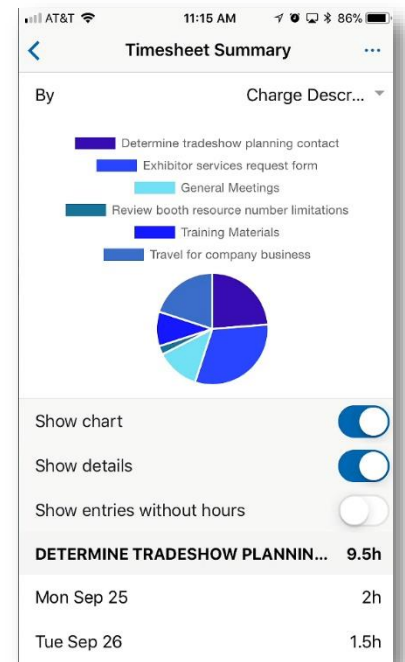 AT&T 11:15 AM 86%
Timesheet Summary ...
By Charge Descr...
Determine tradeshow planning contact
Exhibitor services request form
General Meetings
Review booth resource number limitations
Training Materials
Travel for company business
Show chart
Show details
Show entries without hours
DETERMINE TRADESHOW PLANNIN... 9.5h
Mon Sep 25 2h
Tue Sep 26 1.5h